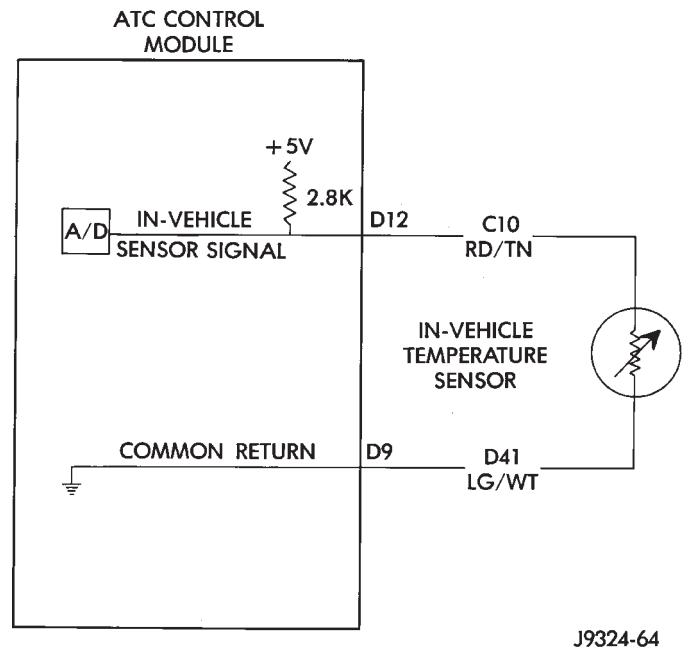 ATC CONTROL
MODULE
+5V
2.8K
A/D
IN-VEHICLE
SENSOR SIGNAL
D12
C10
RD/TN
IN-VEHICLE
TEMPERATURE
SENSOR
COMMON RETURN
D9
D41
LG/WT
J9324-64